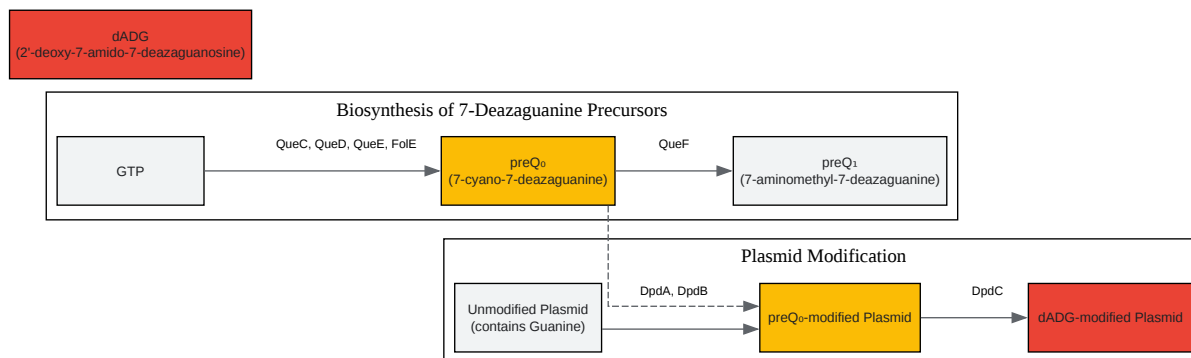 dADG
(2'-deoxy-7-amido-7-deazaguanosine)
Biosynthesis of 7-Deazaguanine Precursors
GTP
QueC, QueD, QueE, FolE
preQ₀
(7-cyano-7-deazaguanine)
QueF
preQ₁
(7-aminomethyl-7-deazaguanine)
Plasmid Modification
Unmodified Plasmid
(contains Guanine)
DpdA, DpdB
preQ₀-modified Plasmid
DpdC
dADG-modified Plasmid